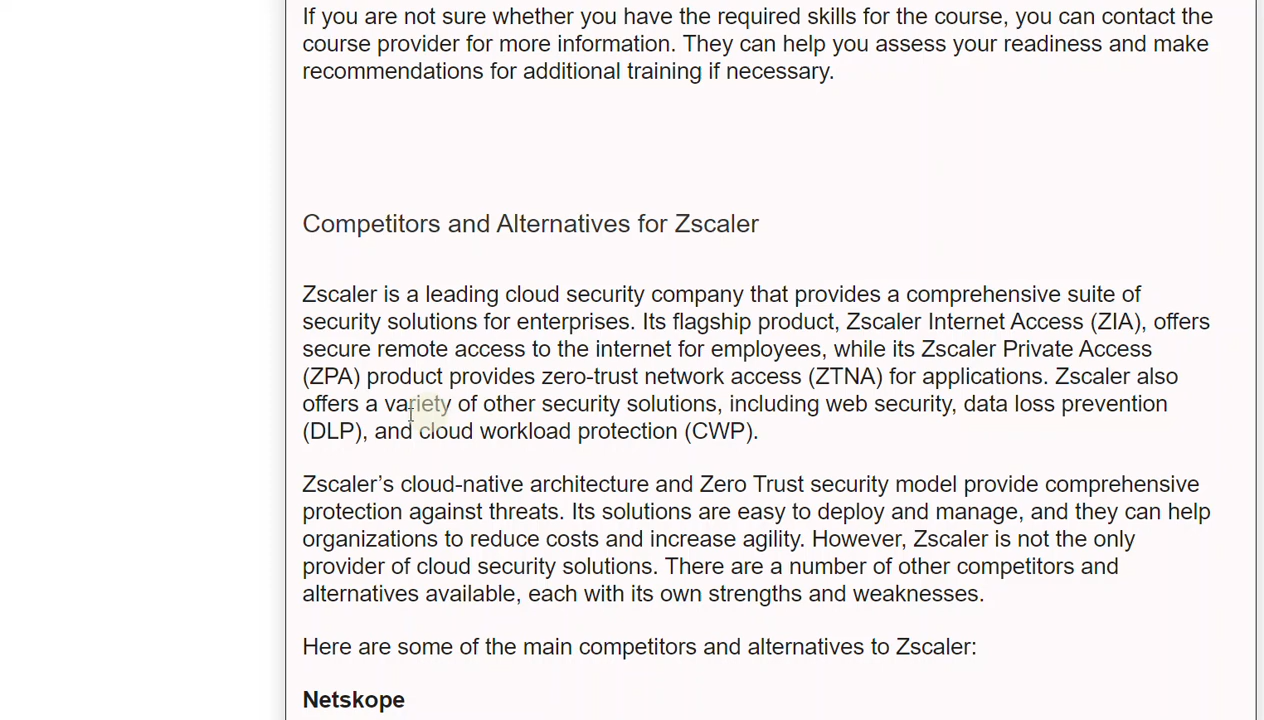 If you are not sure whether you have the required skills for the course, you can contact the
course provider for more information. They can help you assess your readiness and make
recommendations for additional training if necessary.
Competitors and Alternatives for Zscaler
Zscaler is a leading cloud security company that provides a comprehensive suite of
security solutions for enterprises. Its flagship product, Zscaler Internet Access (ZIA), offers
secure remote access to the internet for employees, while its Zscaler Private Access
(ZPA) product provides zero-trust network access (ZTNA) for applications. Zscaler also
offers a variety of other security solutions, including web security, data loss prevention
(DLP), and cloud workload protection (CWP).
Zscaler’s cloud-native architecture and Zero Trust security model provide comprehensive
protection against threats. Its solutions are easy to deploy and manage, and they can help
organizations to reduce costs and increase agility. However, Zscaler is not the only
provider of cloud security solutions. There are a number of other competitors and
alternatives available, each with its own strengths and weaknesses.
Here are some of the main competitors and alternatives to Zscaler:
Netskope